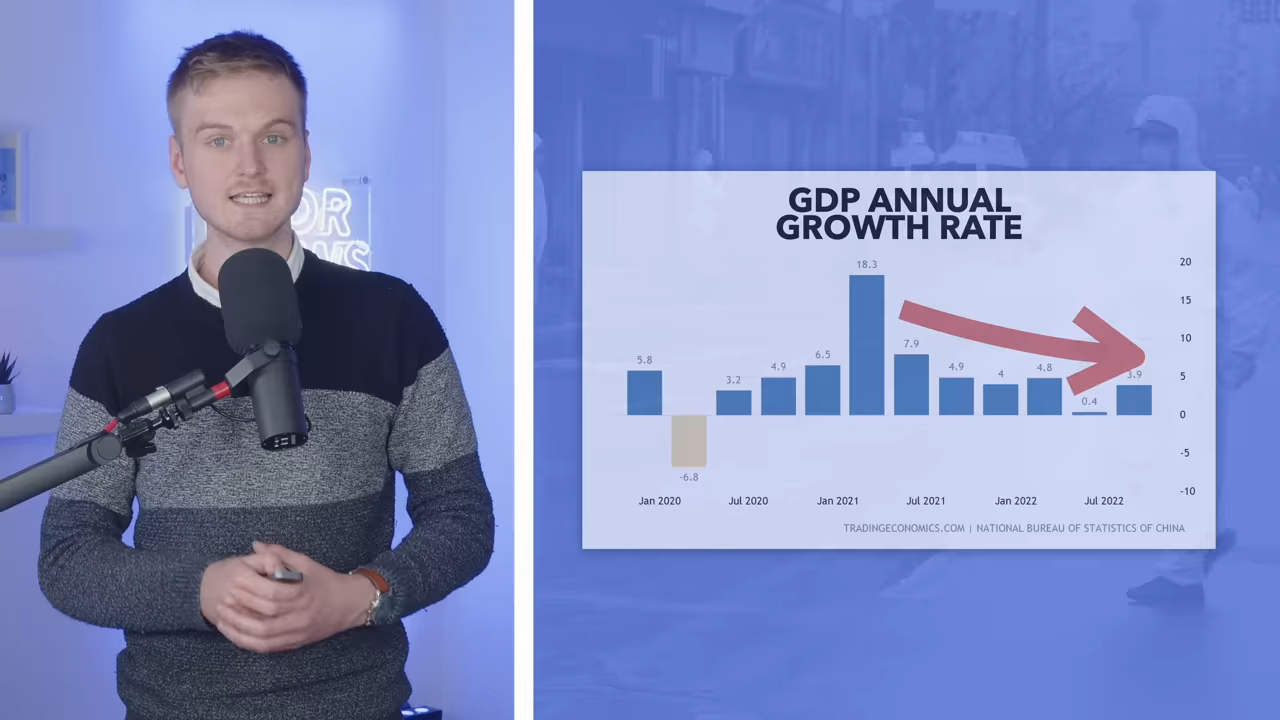 GDP ANNUAL
GROWTH RATE
20
15
10
5
0
-5
-10
5.8
-6.8
3.2
4.9
6.5
18.3
7.9
4.9
4
4.8
0.4
3.9
Jan 2020
Jul 2020
Jan 2021
Jul 2021
Jan 2022
Jul 2022
TRADINGECONOMICS.COM | NATIONAL BUREAU OF STATISTICS OF CHINA